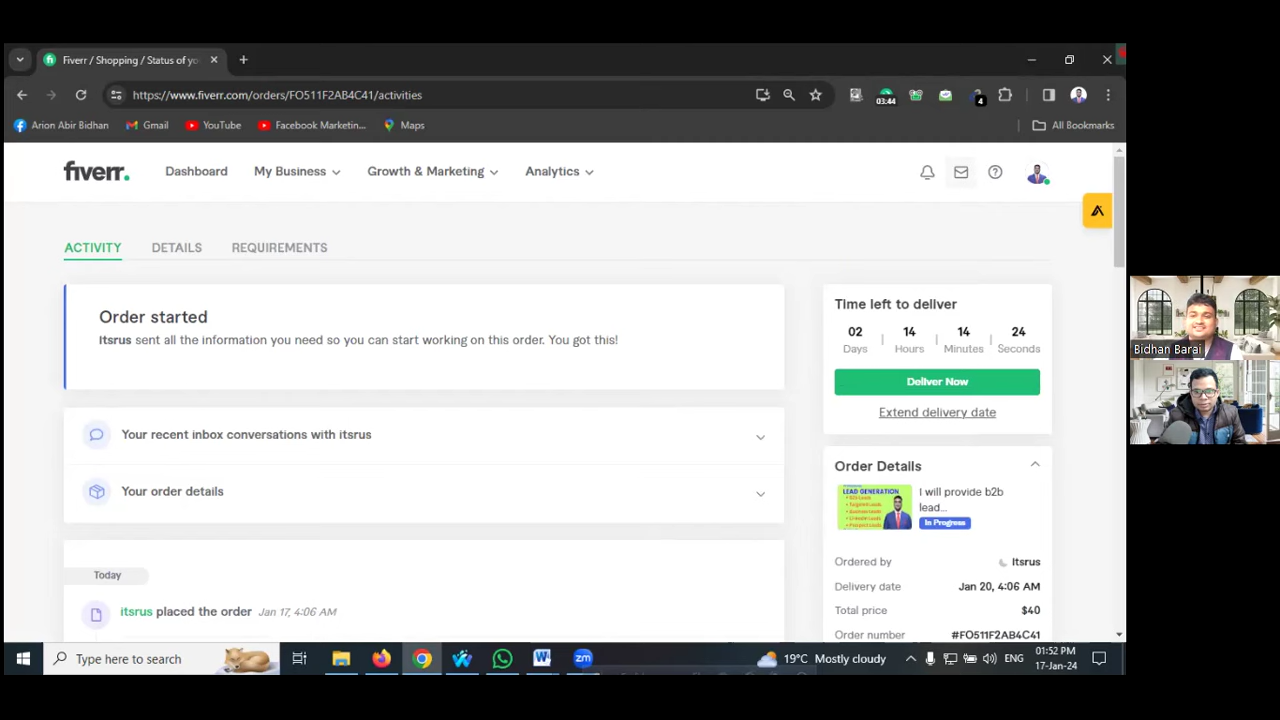 Fiverr / Shopping / Status of yo
https://www.fiverr.com/orders/FO511F2AB4C41/activities
03:44
4
Arion Abir Bidhan
Gmail
YouTube
Facebook Marketin...
Maps
All Bookmarks
fiverr.
Dashboard
My Business
Growth & Marketing
Analytics
ACTIVITY
DETAILS
REQUIREMENTS
Order started
Itsrus sent all the information you need so you can start working on this order. You got this!
Your recent inbox conversations with itsrus
Your order details
Today
itsrus placed the order Jan 17, 4:06 AM
Time left to deliver
02 14 14 24
Days Hours Minutes Seconds
Deliver Now
Extend delivery date
Order Details
LEAD GENERATION
I will provide b2b
lead...
In Progress
Ordered by Itsrus
Delivery date Jan 20, 4:06 AM
Total price $40
Order number #FO511F2AB4C41
Bidhan Barai
Type here to search
W
zm
19°C Mostly cloudy
ENG
01:52 PM
17-Jan-24